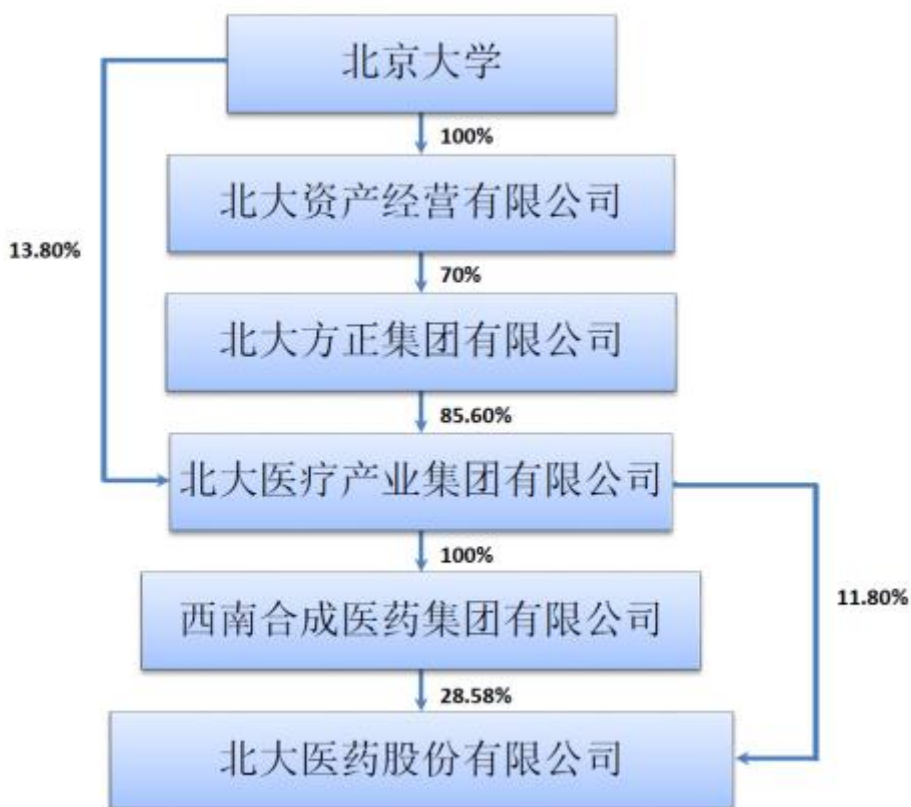 北京大学
100%
北大资产经营有限公司
13.80%
70%
北大方正集团有限公司
85.60%
北大医疗产业集团有限公司
100%
西南合成医药集团有限公司
11.80%
28.58%
北大医药股份有限公司